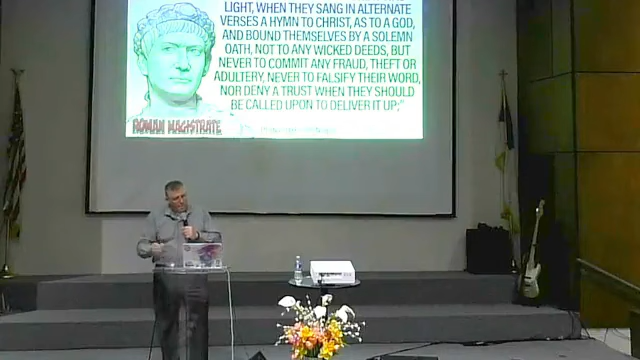 LIGHT, WHEN THEY SANG IN ALTERNATE
VERSES A HYMN TO CHRIST, AS TO A GOD,
AND BOUND THEMSELVES BY A SOLEMN
OATH, NOT TO ANY WICKED DEEDS, BUT
NEVER TO COMMIT ANY FRAUD, THEFT OR
ADULTERY, NEVER TO FALSIFY THEIR WORD,
NOR DENY A TRUST WHEN THEY SHOULD
BE CALLED UPON TO DELIVER IT UP;"
ROMAN MAGISTRATE